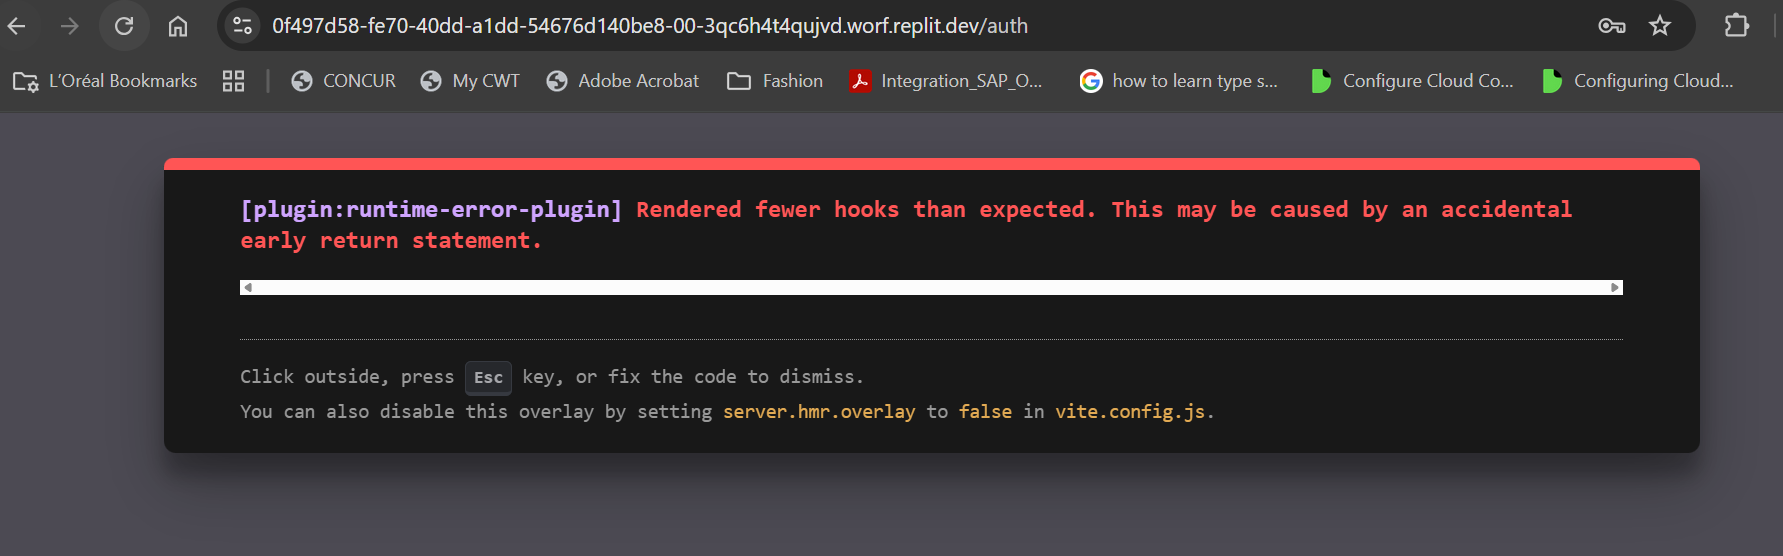 0f497d58-fe70-40dd-a1dd-54676d140be8-00-3qc6h4t4qujvd.worf.replit.dev/auth
L'Oréal Bookmarks CONCUR My CWT Adobe Acrobat Fashion Integration_SAP_O... how to learn type s... Configure Cloud Co... Configuring Cloud...
[plugin:runtime-error-plugin] Rendered fewer hooks than expected. This may be caused by an accidental
early return statement.
Click outside, press Esc key, or fix the code to dismiss.
You can also disable this overlay by setting server.hmr.overlay to false in vite.config.js.